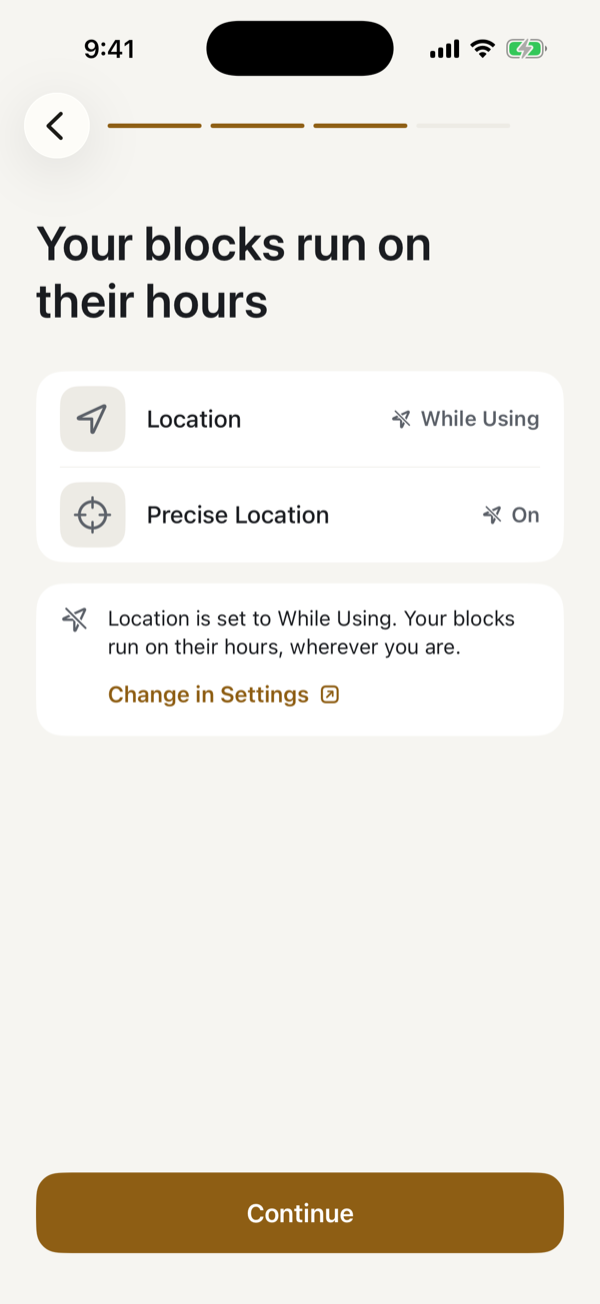 9:41
Your blocks run on
their hours
Location
While Using
Precise Location
On
Location is set to While Using. Your blocks
run on their hours, wherever you are.
Change in Settings
Continue